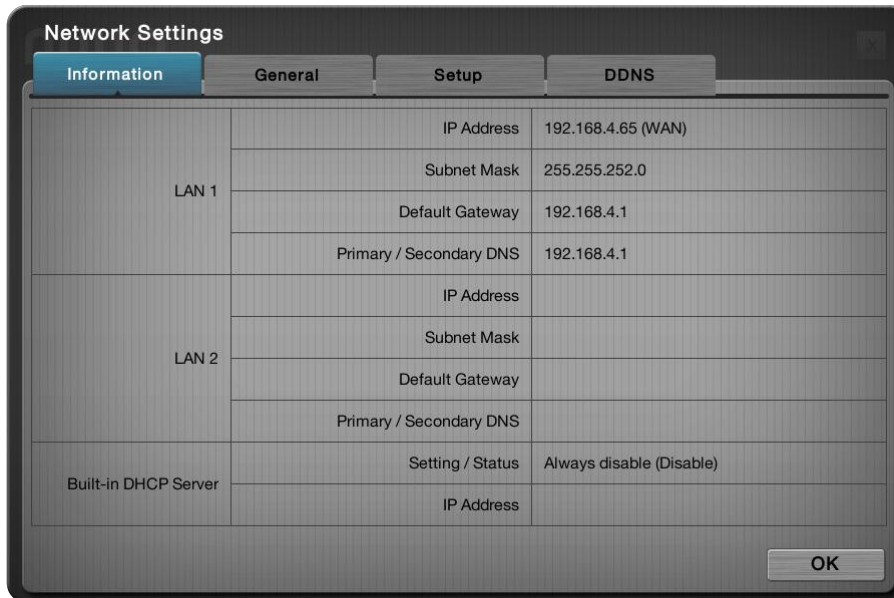 Network Settings
Information General Setup DDNS
LAN 1
IP Address 192.168.4.65 (WAN)
Subnet Mask 255.255.252.0
Default Gateway 192.168.4.1
Primary / Secondary DNS 192.168.4.1
LAN 2
IP Address
Subnet Mask
Default Gateway
Primary / Secondary DNS
Built-in DHCP Server
Setting / Status Always disable (Disable)
IP Address
OK